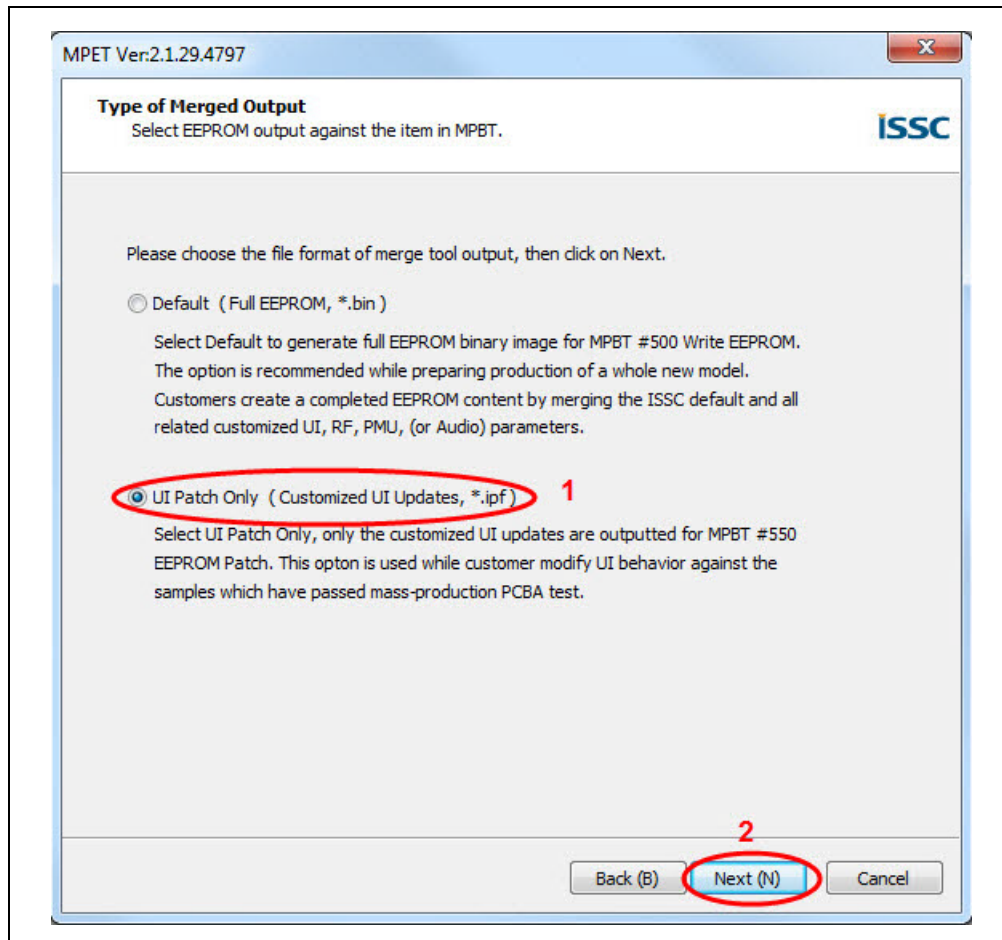 MPET Ver:2.1.29.4797
x
Type of Merged Output
Select EEPROM output against the item in MPBT.
ISSC
Please choose the file format of merge tool output, then click on Next.
Default ( Full EEPROM, *.bin )
Select Default to generate full EEPROM binary image for MPBT #500 Write EEPROM.
The option is recommended while preparing production of a whole new model.
Customers create a completed EEPROM content by merging the ISSC default and all
related customized UI, RF, PMU, (or Audio) parameters.
UI Patch Only ( Customized UI Updates, *.ipf )
1
Select UI Patch Only, only the customized UI updates are outputted for MPBT #550
EEPROM Patch. This opton is used while customer modify UI behavior against the
samples which have passed mass-production PCBA test.
2
Back (B)
Next (N)
Cancel